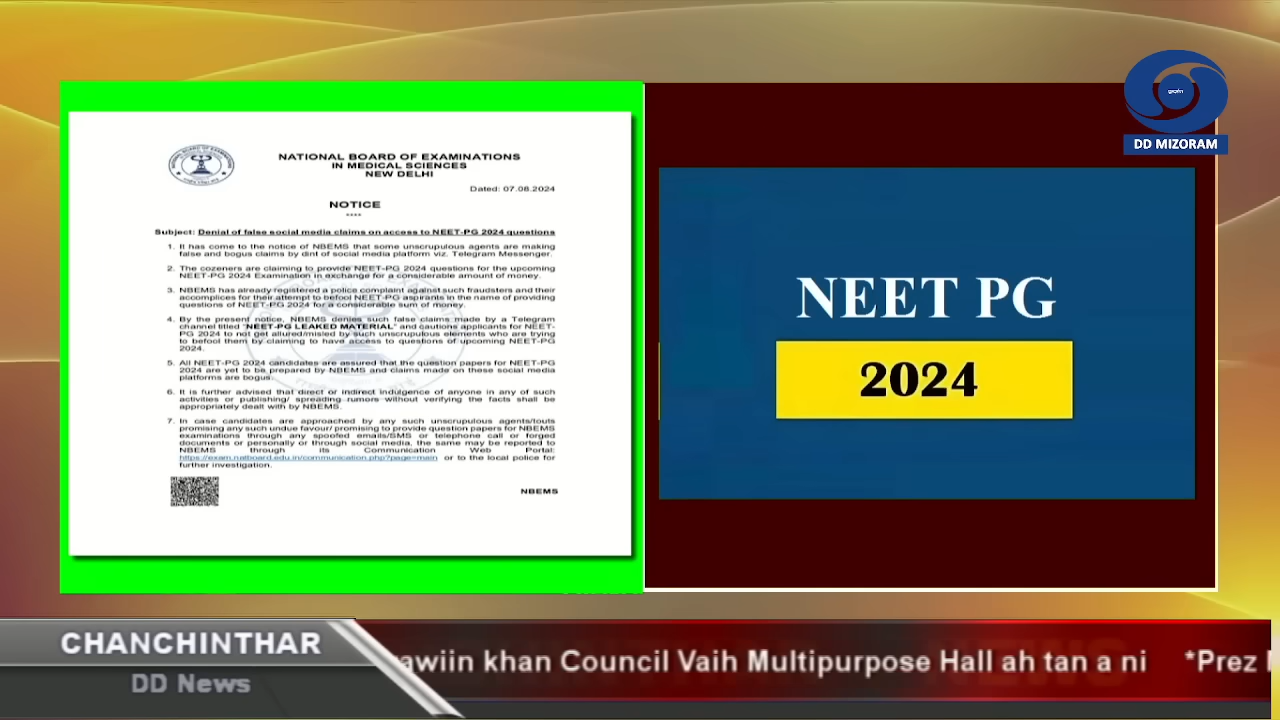 NATIONAL BOARD OF EXAMINATIONS
IN MEDICAL SCIENCES
NEW DELHI
Dated: 07.08.2024
NOTICE
****
Subject: Denial of false social media claims on access to NEET-PG 2024 questions
1. It has come to the notice of NBEMS that some unscrupulous agents are making
false and bogus claims by dint of social media platform viz. Telegram Messenger.
2. The cozeners are claiming to provide NEET-PG 2024 questions for the upcoming
NEET-PG 2024 Examination in exchange for a considerable amount of money.
3. NBEMS has already registered a police complaint against such fraudsters and their
accomplices for their attempt to befool NEET-PG aspirants in the name of providing
questions of NEET-PG 2024 for a considerable sum of money.
4. By the present notice, NBEMS denies such false claims made by a Telegram
channel titled "NEET-PG LEAKED MATERIAL" and cautions applicants for NEET-
PG 2024 to not get allured/misled by such unscrupulous elements who are trying
to befool them by claiming to have access to questions of upcoming NEET-PG
2024.
5. All NEET-PG 2024 candidates are assured that the question papers for NEET-PG
2024 are yet to be prepared by NBEMS and claims made on these social media
platforms are bogus.
6. It is further advised that direct or indirect indulgence of anyone in any of such
activities or publishing/ spreading rumors without verifying the facts shall be
appropriately dealt with by NBEMS.
7. In case candidates are approached by any such unscrupulous agents/touts
promising any such undue favour/ promising to provide question papers for NBEMS
examinations through any spoofed emails/SMS or telephone call or forged
documents or personally or through social media, the same may be reported to
NBEMS through its Communication Web Portal:
https://exam.natboard.edu.in/communication.php?page=main or to the local police for
further investigation.
NBEMS
NEET PG
2024
DD MIZORAM
CHANCHINTHAR
DD News
awiin khan Council Vaih Multipurpose Hall ah tan a ni *Prez